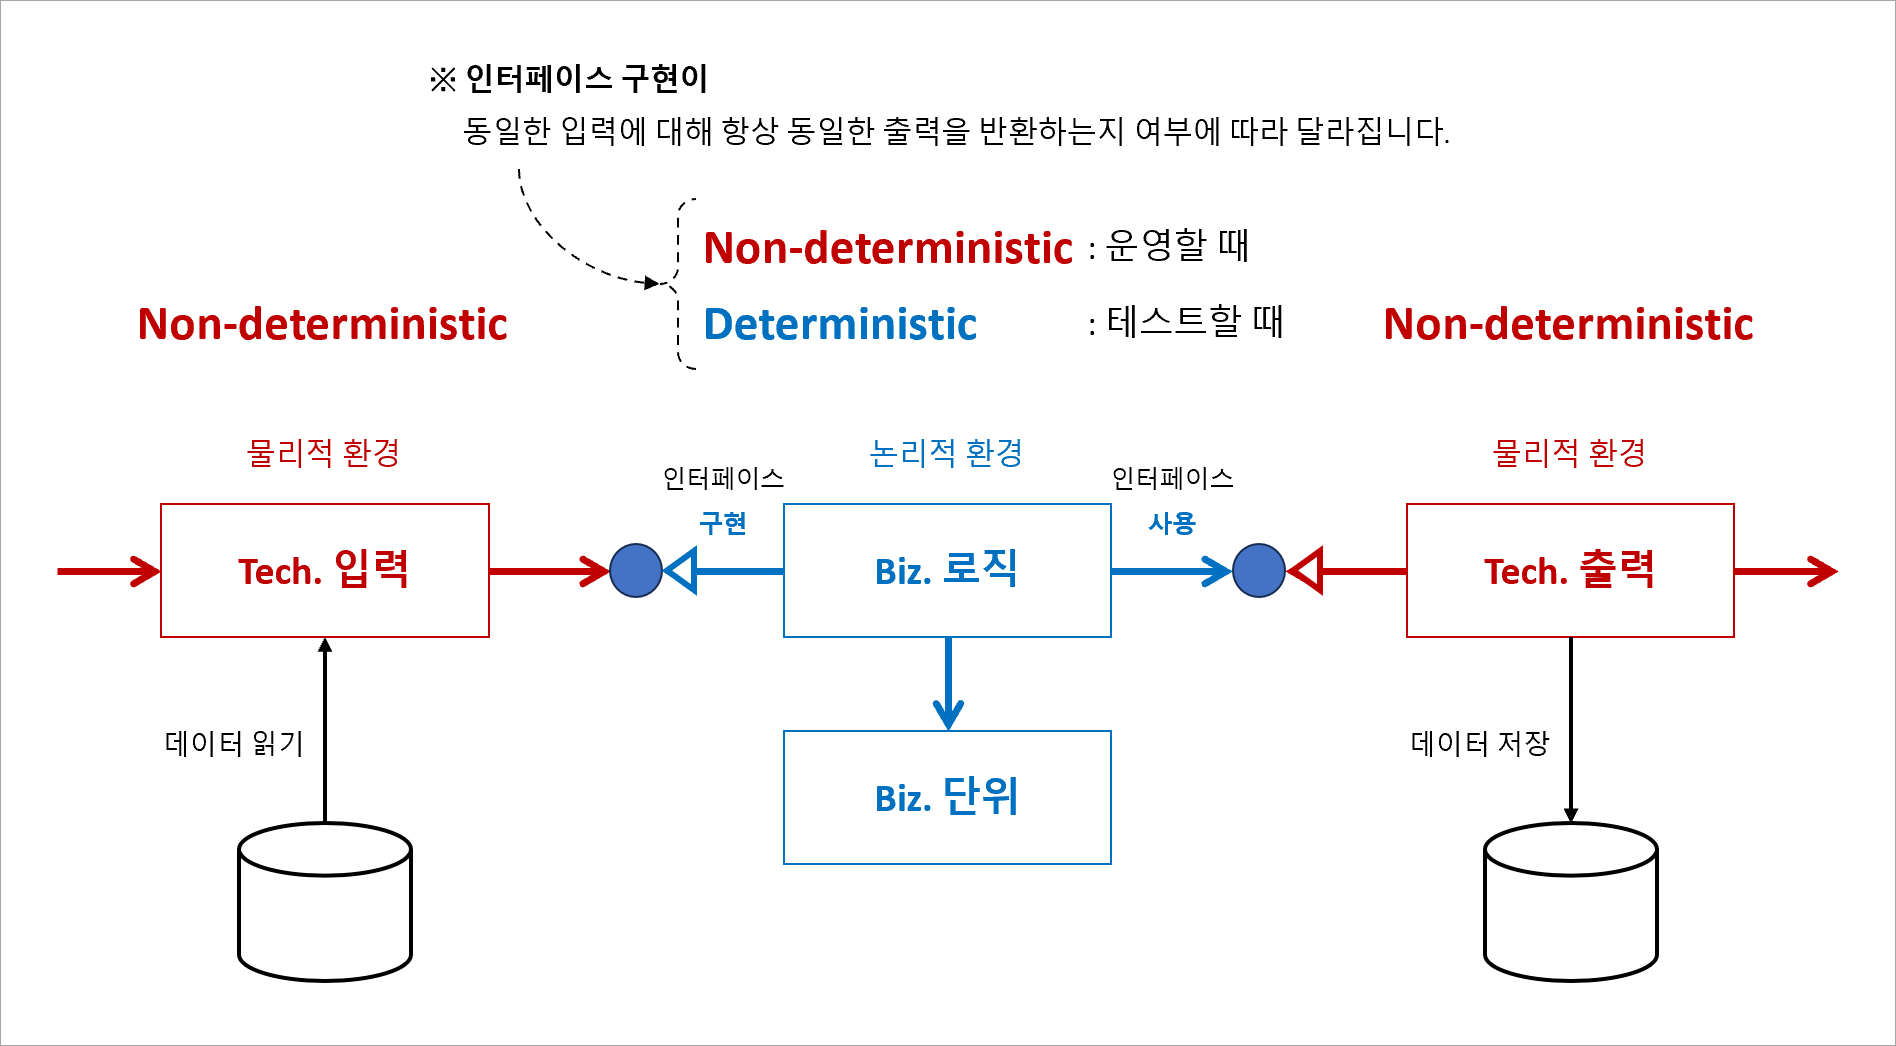 ※ 인터페이스 구현이
동일한 입력에 대해 항상 동일한 출력을 반환하는지 여부에 따라 달라집니다.
Non-deterministic : 운영할 때
Deterministic : 테스트할 때
Non-deterministic
Non-deterministic
물리적 환경
논리적 환경
물리적 환경
인터페이스
구현
인터페이스
사용
Tech. 입력
Biz. 로직
Tech. 출력
데이터 읽기
Biz. 단위
데이터 저장